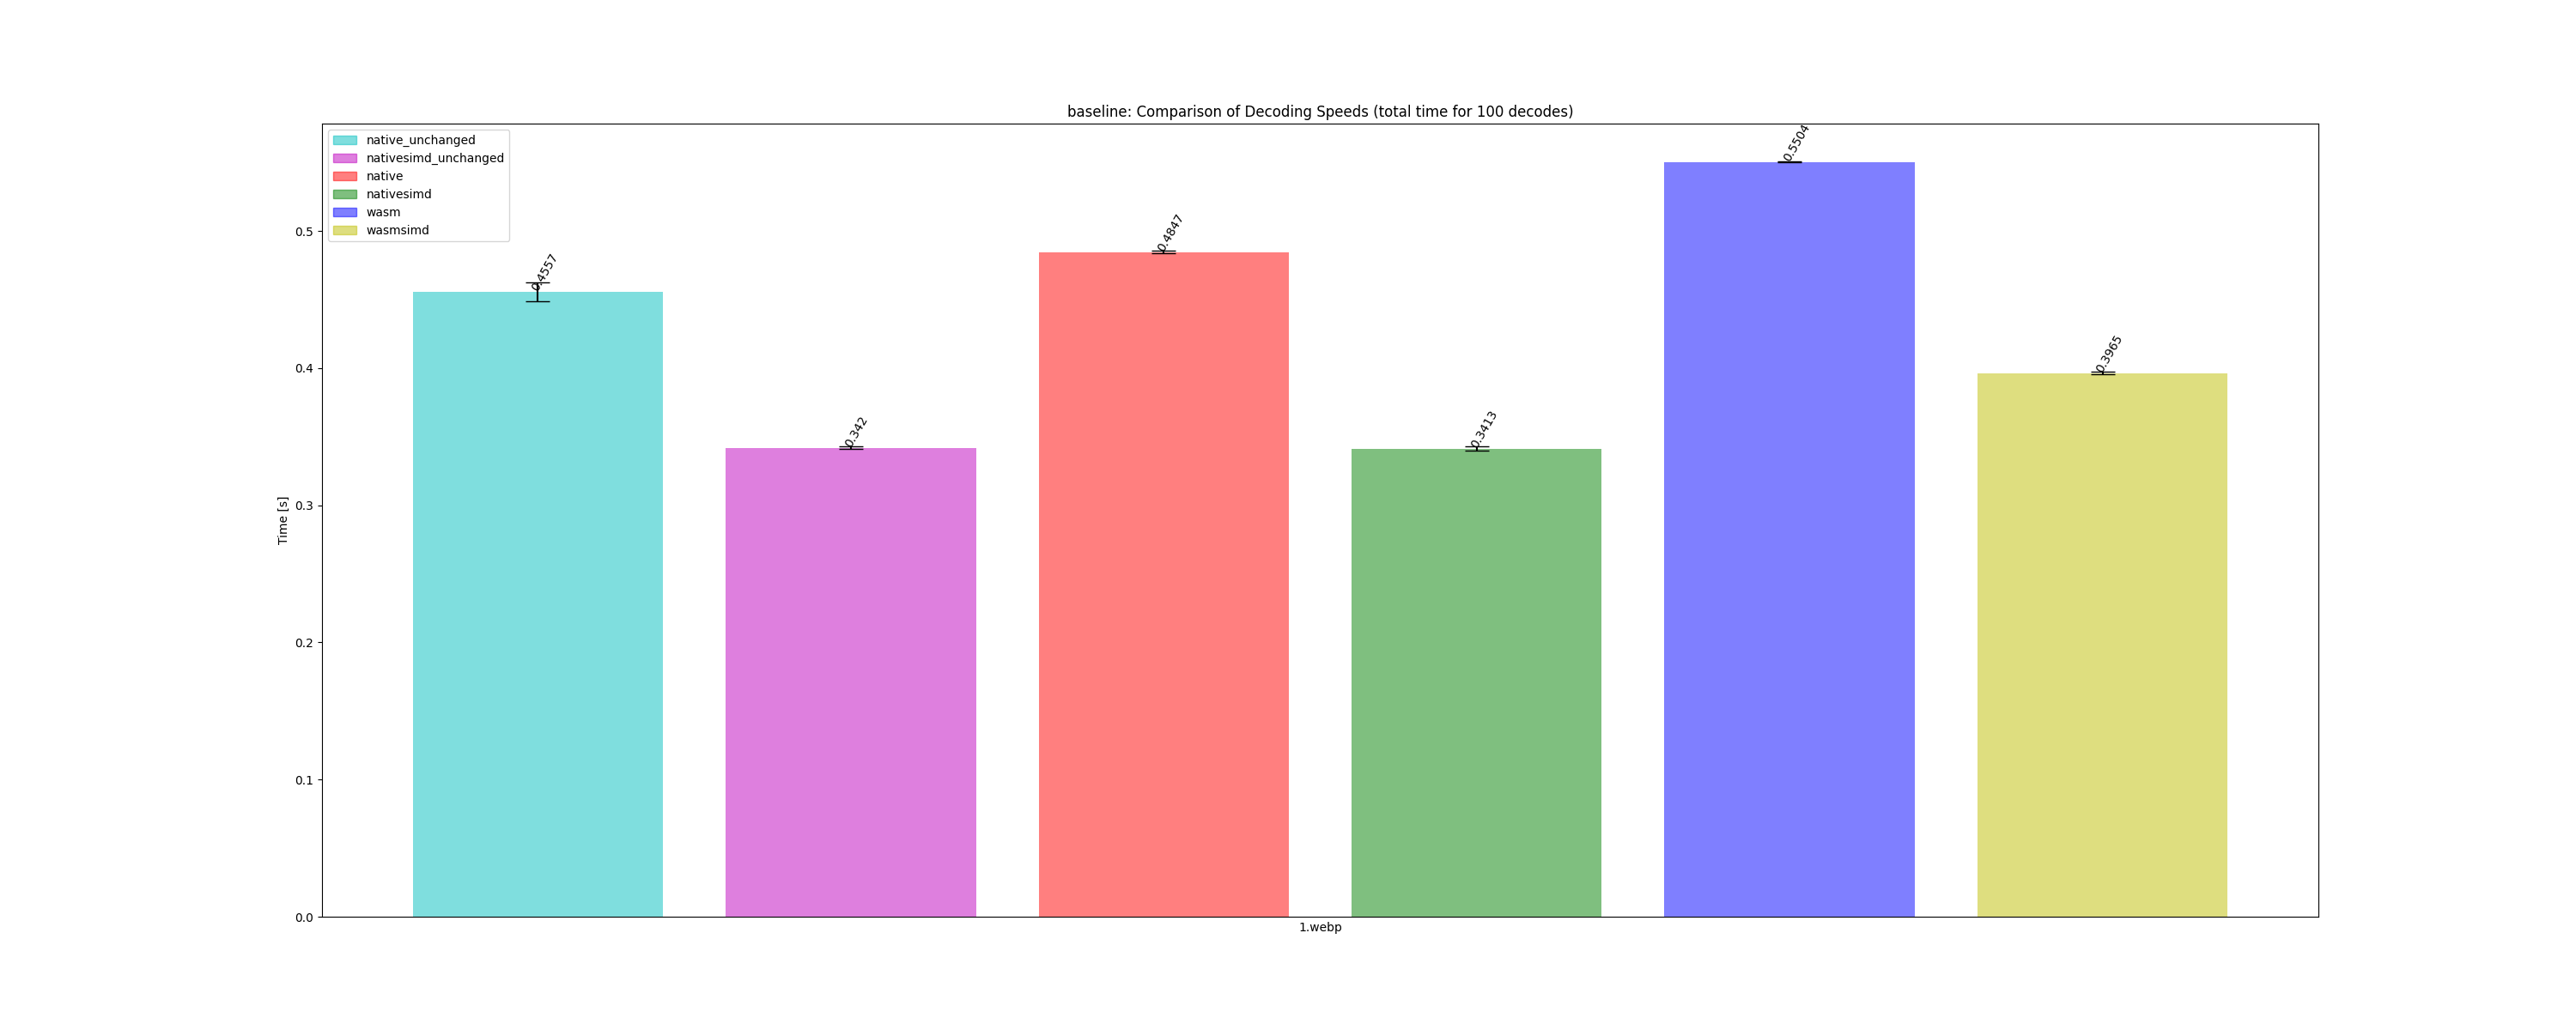 baseline: Comparison of Decoding Speeds (total time for 100 decodes)
native_unchanged
nativesimd_unchanged
native
nativesimd
wasm
wasmsimd
0.4557
0.342
0.4847
0.3413
0.5504
0.3965
Time [s]
0.5
0.4
0.3
0.2
0.1
0.0
1.webp